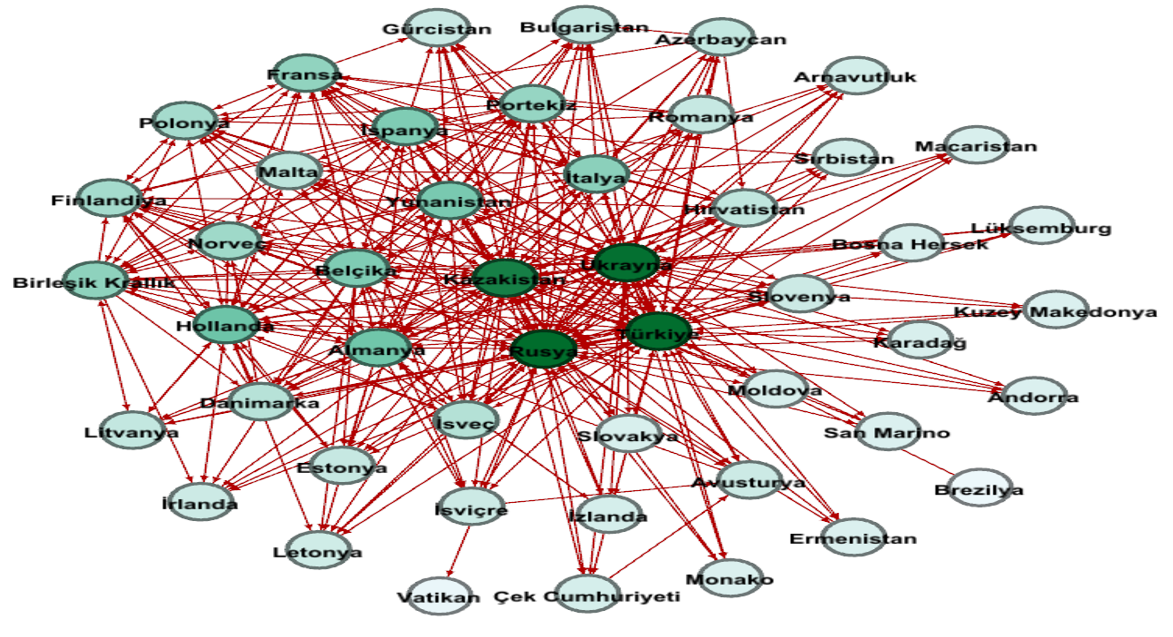 Gürcistan
Bulgaristan
Azerbaycan
Fransa
Arnavutluk
Portekiz
Polonya
İspanya
Romanya
Macaristan
Sırbistan
Malta
İtalya
Finlandiya
Yunanistan
Hırvatistan
Lüksemburg
Norveç
Bosna Hersek
Belçika
Ukrayna
Kazakistan
Birleşik Krallık
Slovenya
Kuzey Makedonya
Hollanda
Türkiye
Karadağ
Almanya
Rusya
Moldova
Andorra
Danimarka
İsveç
Litvanya
Slovakya
San Marino
Estonya
Avusturya
Brezilya
İrlanda
İsviçre
İzlanda
Ermenistan
Letonya
Monako
Vatikan
Çek Cumhuriyeti